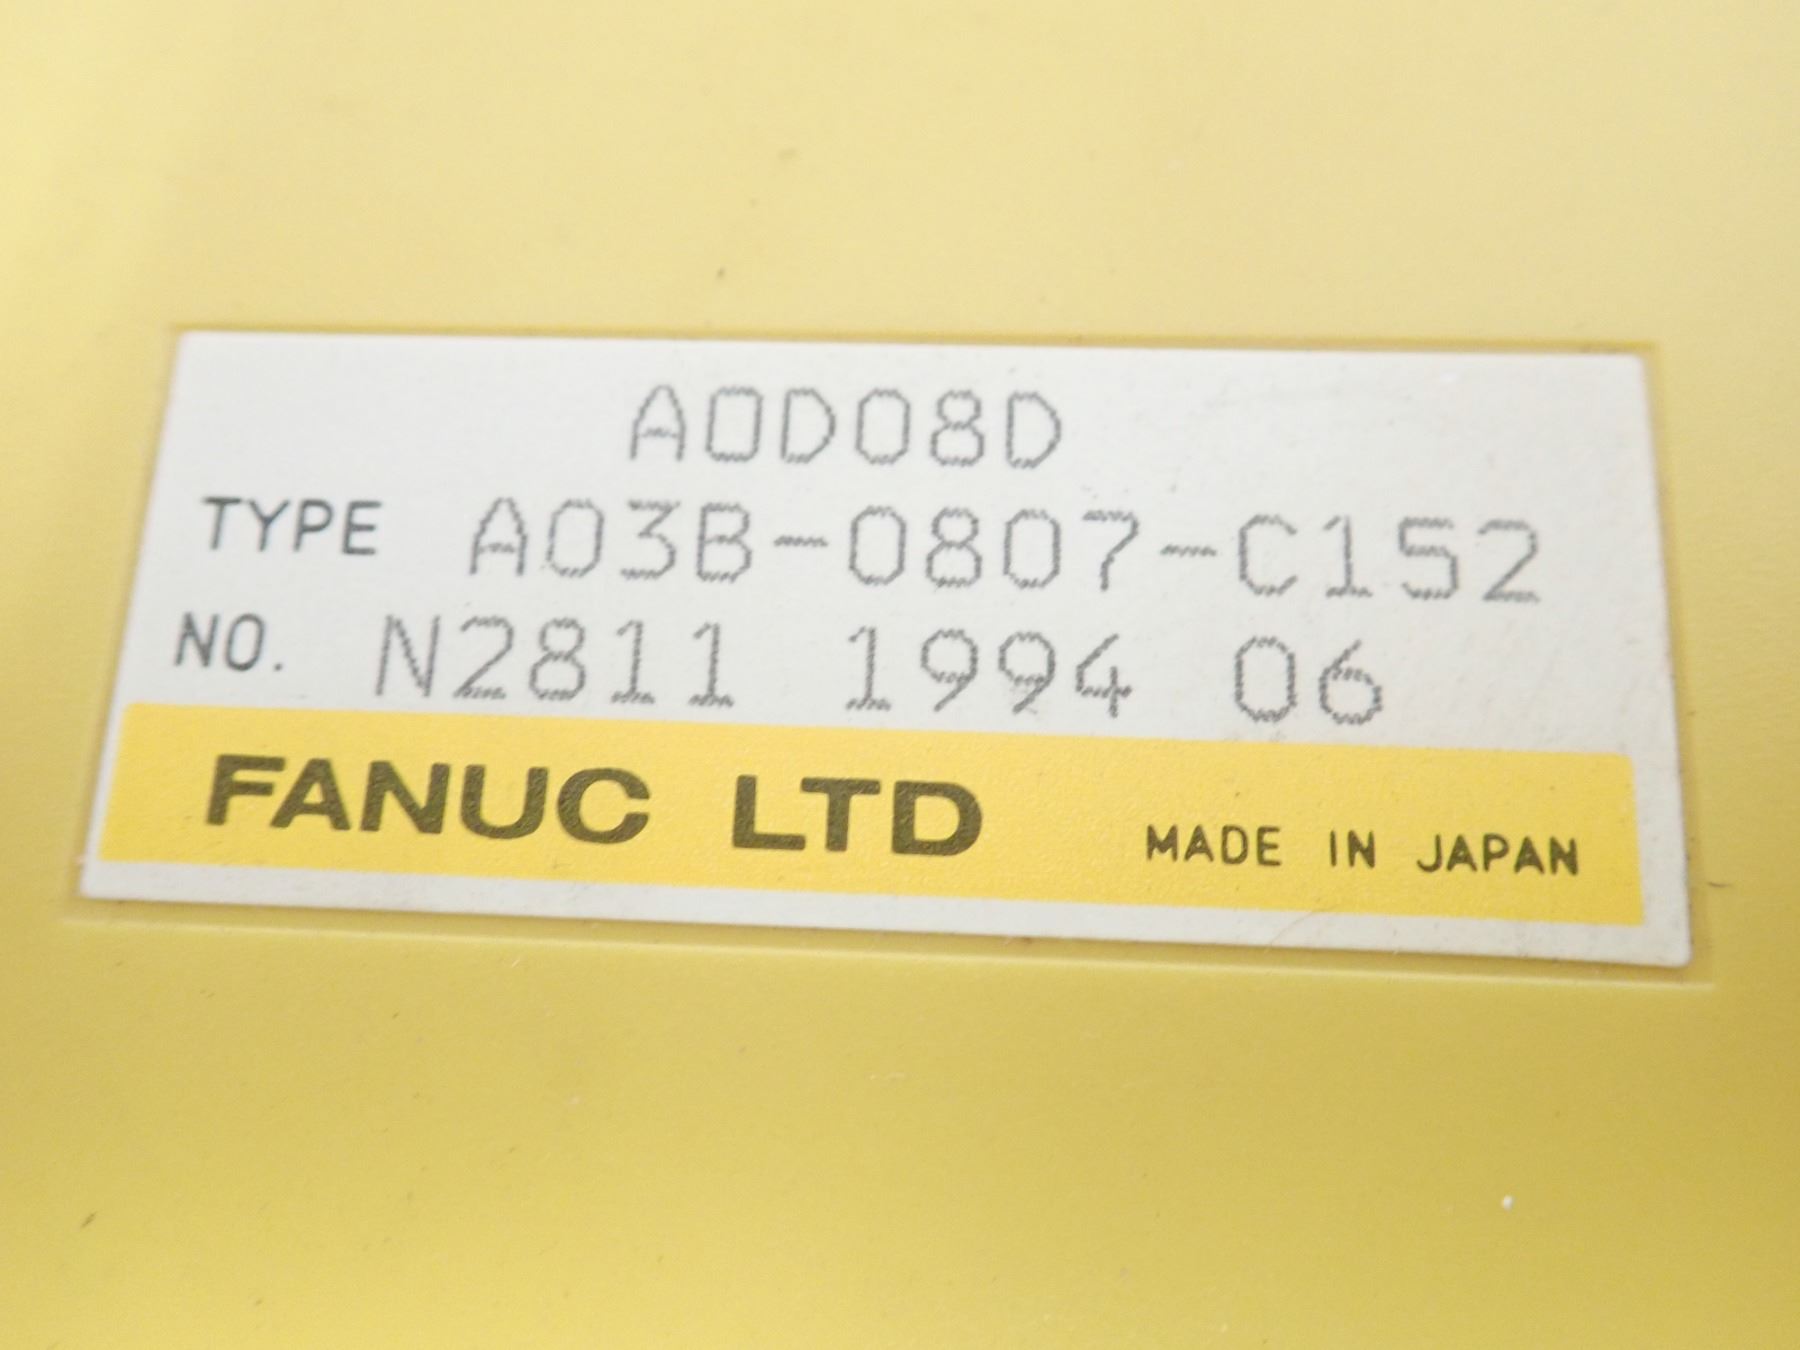 AOD08D
TYPE A03B-0807-C152
NO. N2811 1994 06
FANUC LTD MADE IN JAPAN